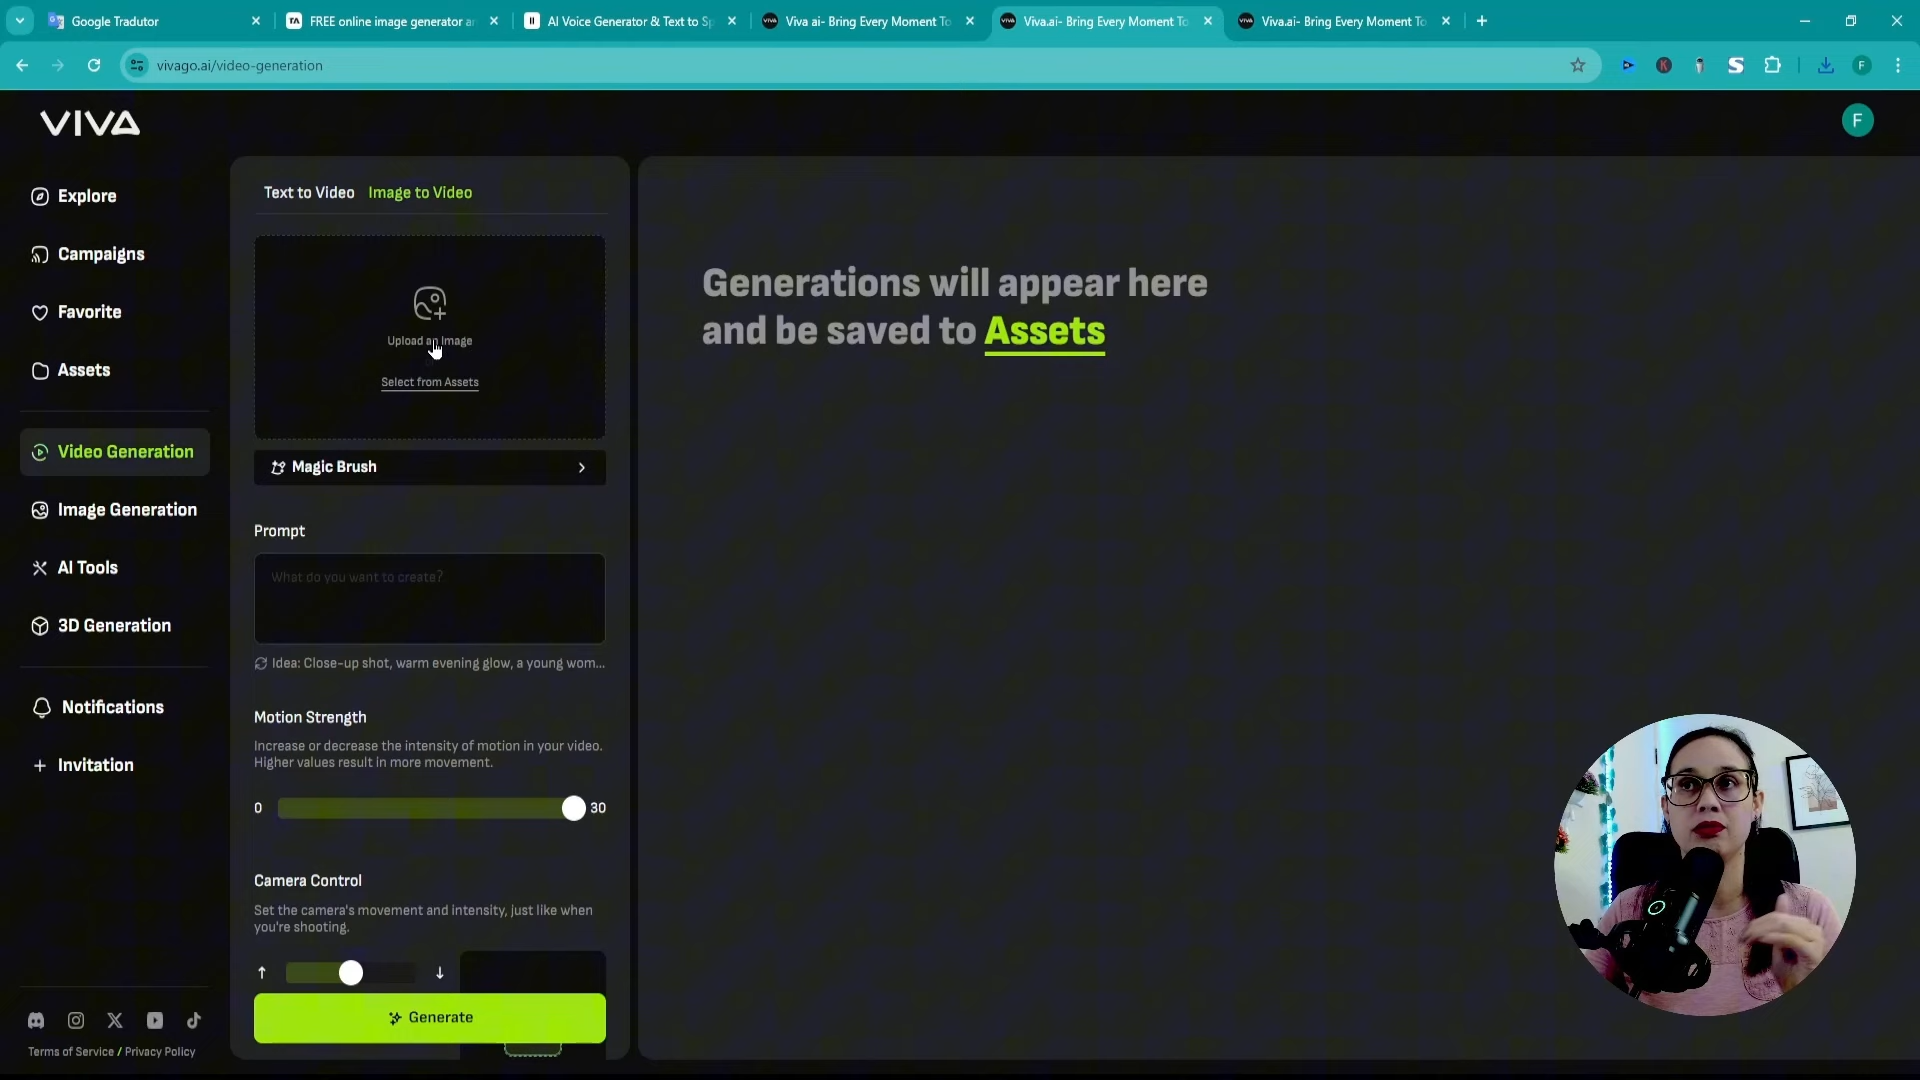 Google Tradutor
FREE online image generator ar
AI Voice Generator & Text to Sp
Viva ai- Bring Every Moment To
Viva.ai- Bring Every Moment To
Viva.ai- Bring Every Moment To
vivago.ai/video-generation
F
VIVA
F
Explore
Campaigns
Favorite
Assets
Video Generation
Image Generation
AI Tools
3D Generation
Notifications
Invitation
Terms of Service / Privacy Policy
Text to Video
Image to Video
Upload an Image
Select from Assets
Magic Brush
Prompt
What do you want to create?
Idea: Close-up shot, warm evening glow, a young wom...
Motion Strength
Increase or decrease the intensity of motion in your video.
Higher values result in more movement.
0
30
Camera Control
Set the camera's movement and intensity, just like when
you're shooting.
Generate
Generations will appear here
and be saved to Assets